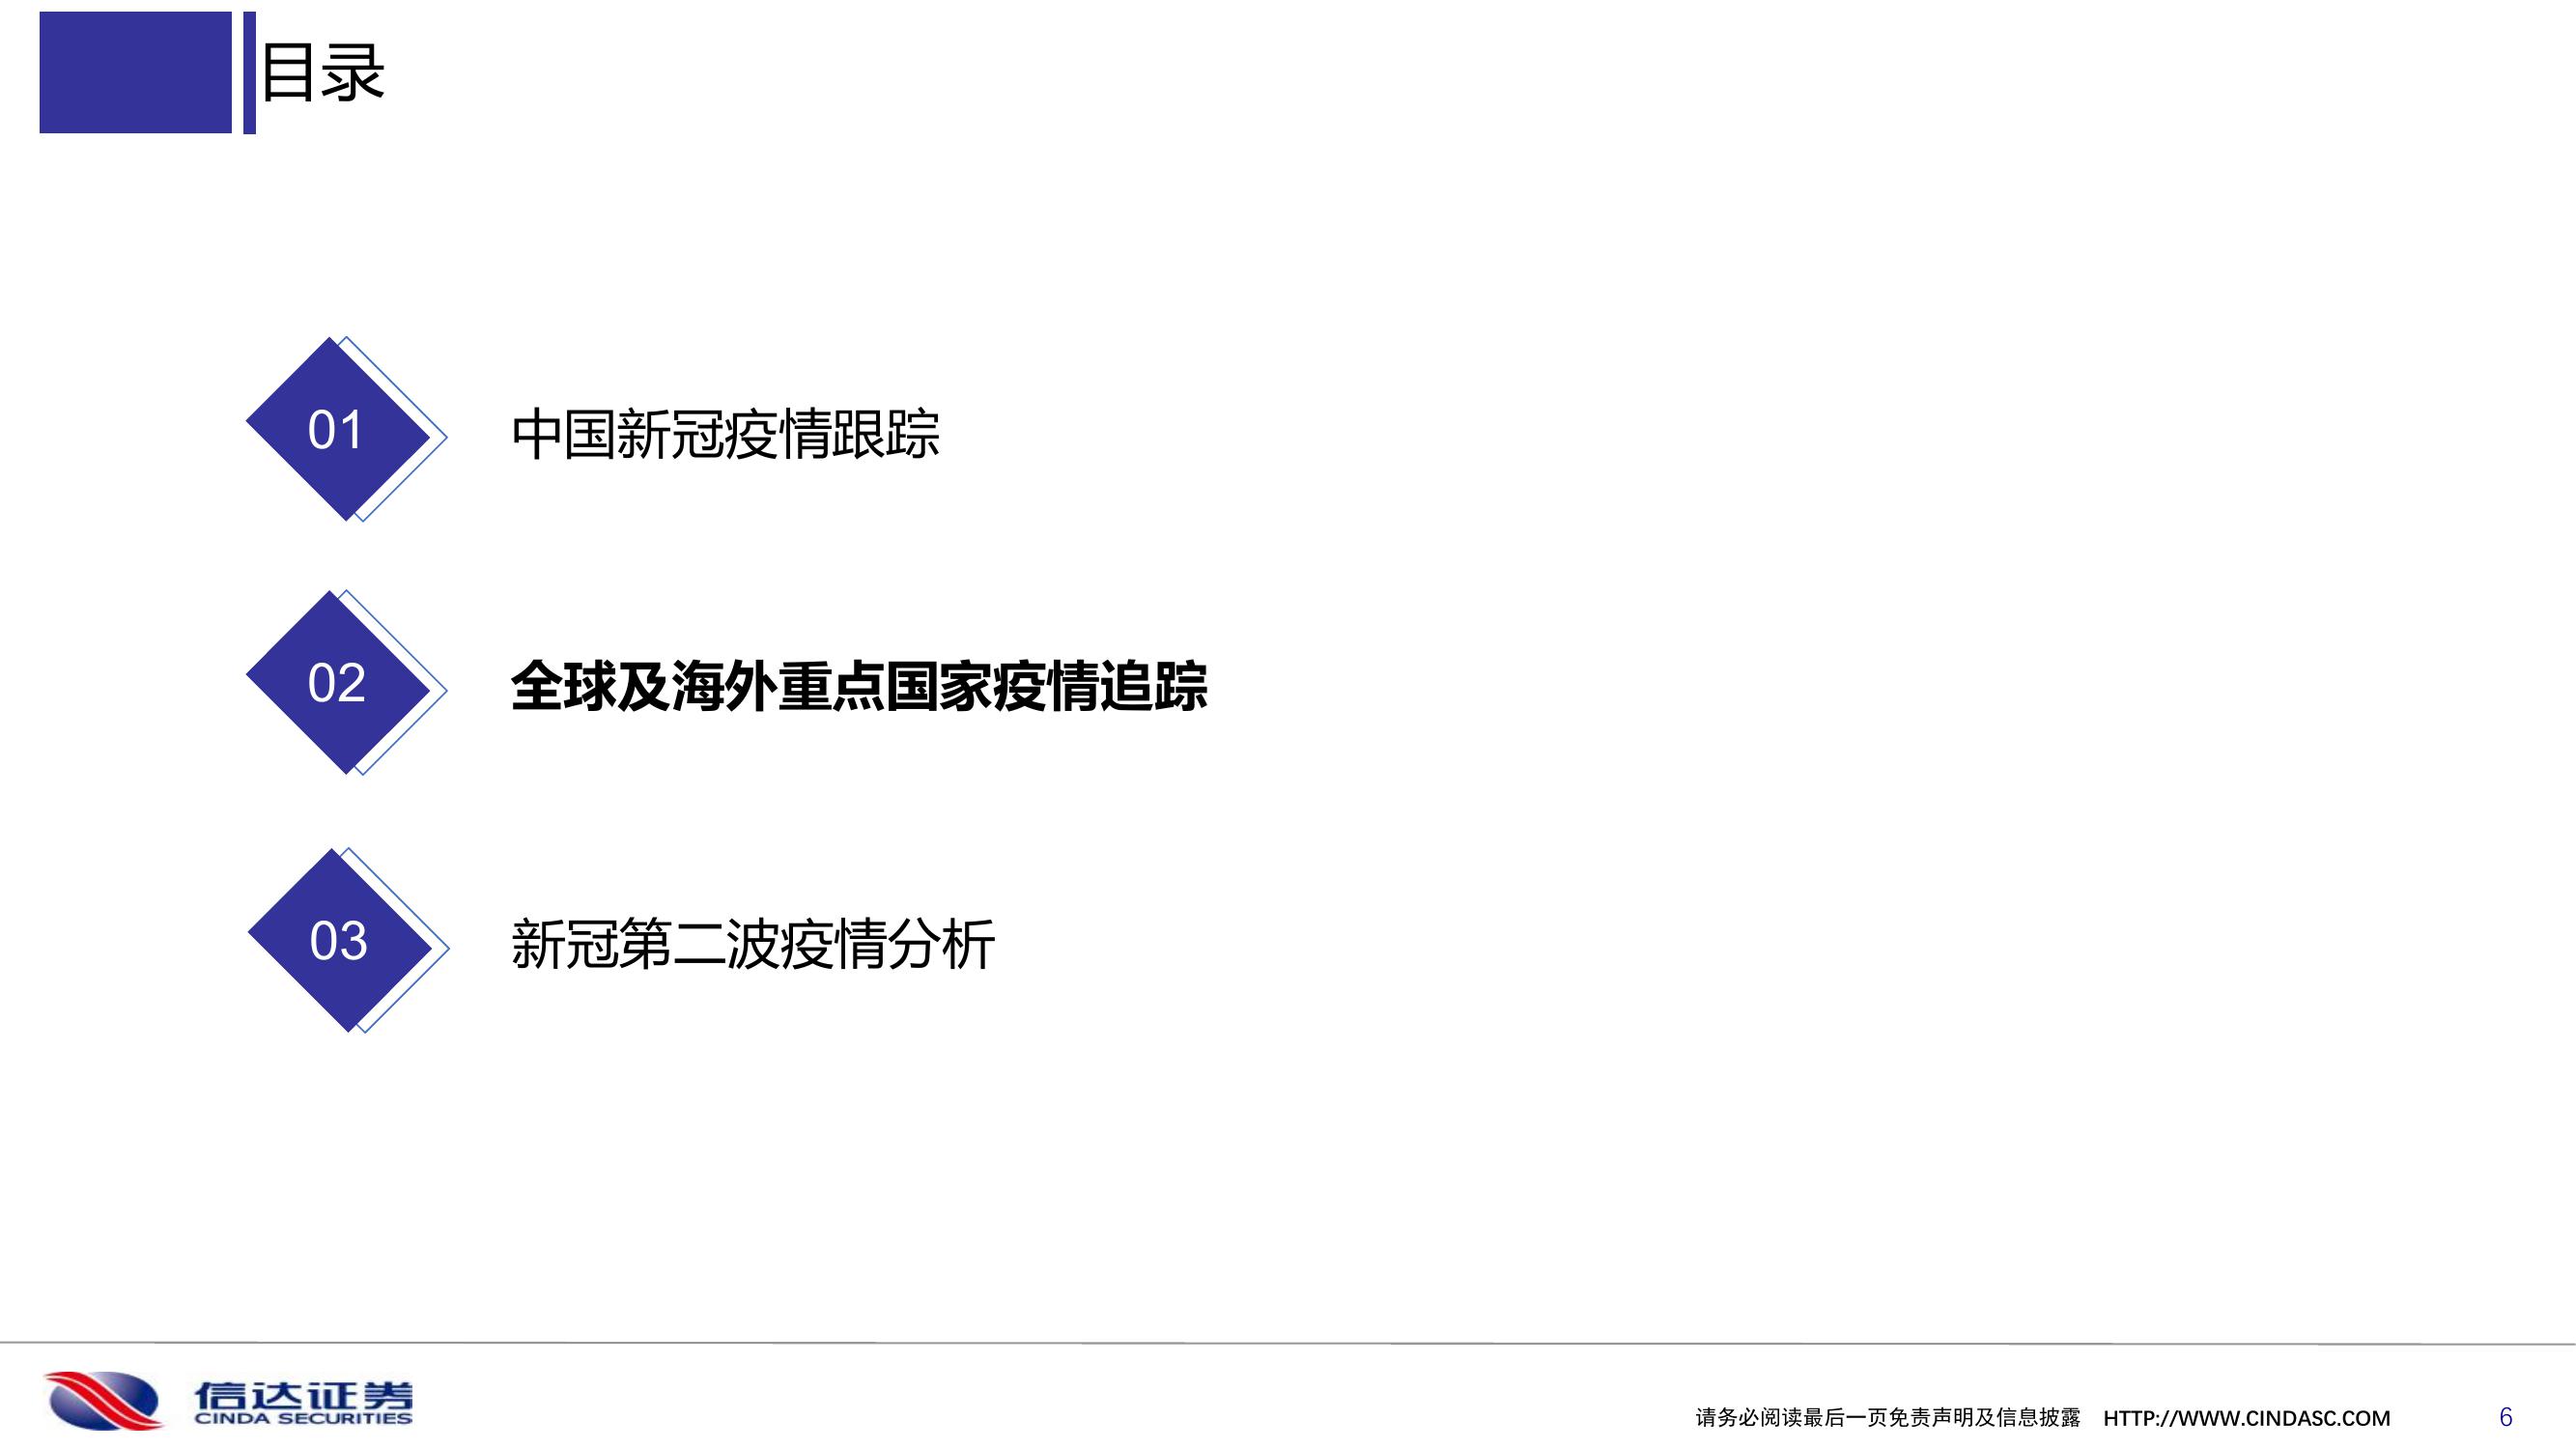 目录
01
中国新冠疫情跟踪
02
全球及海外重点国家疫情追踪
03
新冠第二波疫情分析
信达证券
CINDA SECURITIES
请务必阅读最后一页免责声明及信息披露 HTTP://WWW.CINDASC.COM 6